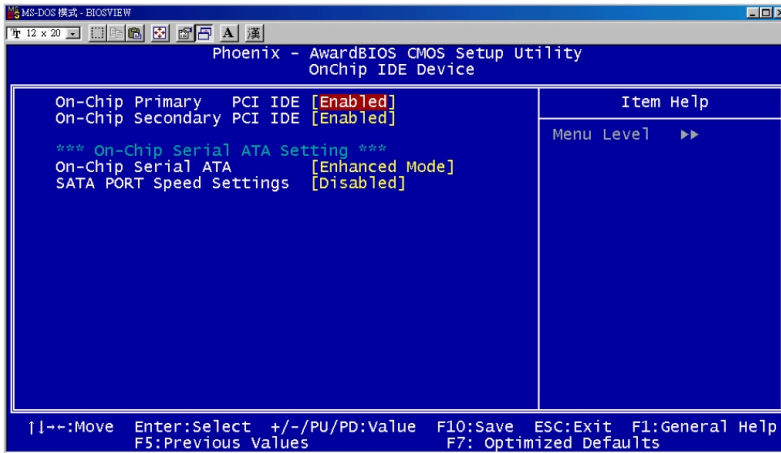 MS-DOS 模式 - BIOSVIEW
12 x 20 A 漢
Phoenix - AwardBIOS CMOS Setup Utility
OnChip IDE Device
On-Chip Primary PCI IDE [Enabled]
On-Chip Secondary PCI IDE [Enabled]
*** On-Chip Serial ATA Setting ***
On-Chip Serial ATA [Enhanced Mode]
SATA PORT Speed Settings [Disabled]
Item Help
Menu Level ▶▶
↑↓→←:Move Enter:Select +/-/PU/PD:Value F10:Save ESC:Exit F1:General Help
F5:Previous Values F7: Optimized Defaults